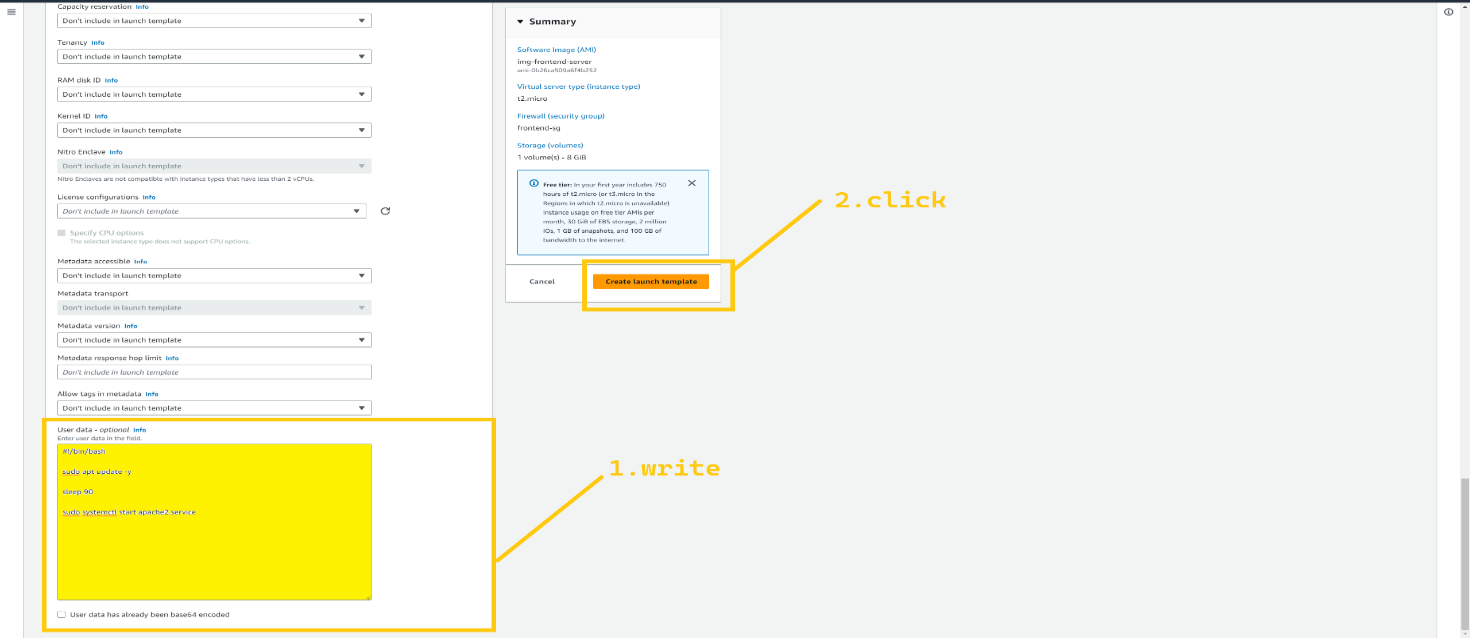 Capacity reservation Info
Don't include in launch template
Tenancy Info
Don't include in launch template
RAM disk ID Info
Don't include in launch template
Kernel ID Info
Don't include in launch template
Nitro Enclave Info
Don't include in launch template
Nitro Enclaves are not compatible with instance types that have less than 2 vCPUs.
License configurations Info
Don't include in launch template
Specify CPU options
The selected instance type does not support CPU options.
Metadata accessible Info
Don't include in launch template
Metadata transport
Don't include in launch template
Metadata version Info
Don't include in launch template
Metadata response hop limit Info
Don't include in launch template
Allow tags in metadata Info
Don't include in launch template
User data - optional Info
Enter user data in the field.
#!/bin/bash
sudo apt update -y
sleep 90
sudo systemctl start apache2.service
User data has already been base64 encoded
Summary
Software Image (AMI)
img-frontend-server
ami-0b26ca509a6f4b252
Virtual server type (instance type)
t2.micro
Firewall (security group)
frontend-sg
Storage (volumes)
1 volume(s) - 8 GiB
Free tier: In your first year includes 750
hours of t2.micro (or t3.micro in the
Regions in which t2.micro is unavailable)
instance usage on free tier AMIs per
month, 30 GiB of EBS storage, 2 million
IOs, 1 GB of snapshots, and 100 GB of
bandwidth to the internet.
Cancel
Create launch template
2.click
1.write